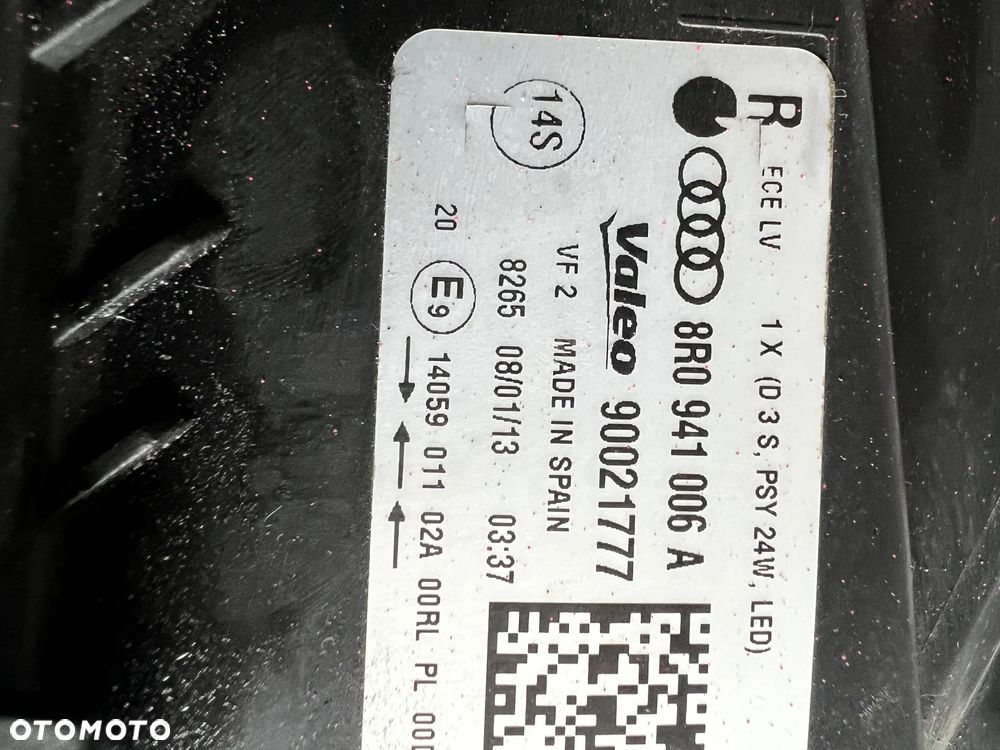 R ECE LV 1 X (D 3 S, PSY 24W, LED)
8R0 941 006 A
Valeo 90021777
VF 2 MADE IN SPAIN
14S
8265 08/01/13 03:37
20 E9 14059 011 02A 00RL PL
OTOMOTO